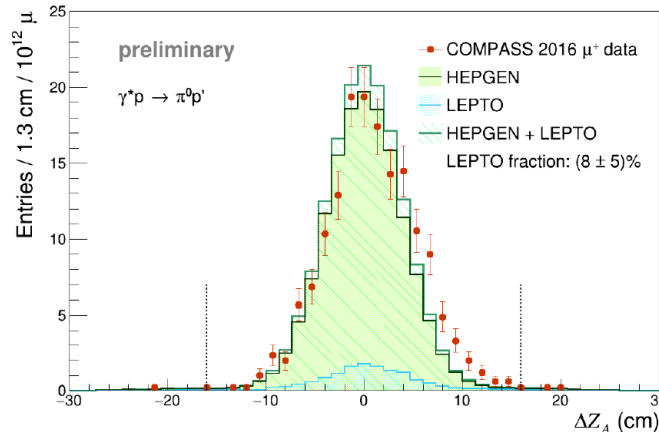 preliminary
γ*p → π⁰p'
COMPASS 2016 μ⁺ data
HEPGEN
LEPTO
HEPGEN + LEPTO
LEPTO fraction: (8 ± 5)%
Entries / 1.3 cm / 10¹² μ
25
20
15
10
5
0
−30 −20 −10 0 10 20 3
ΔZ_A (cm)